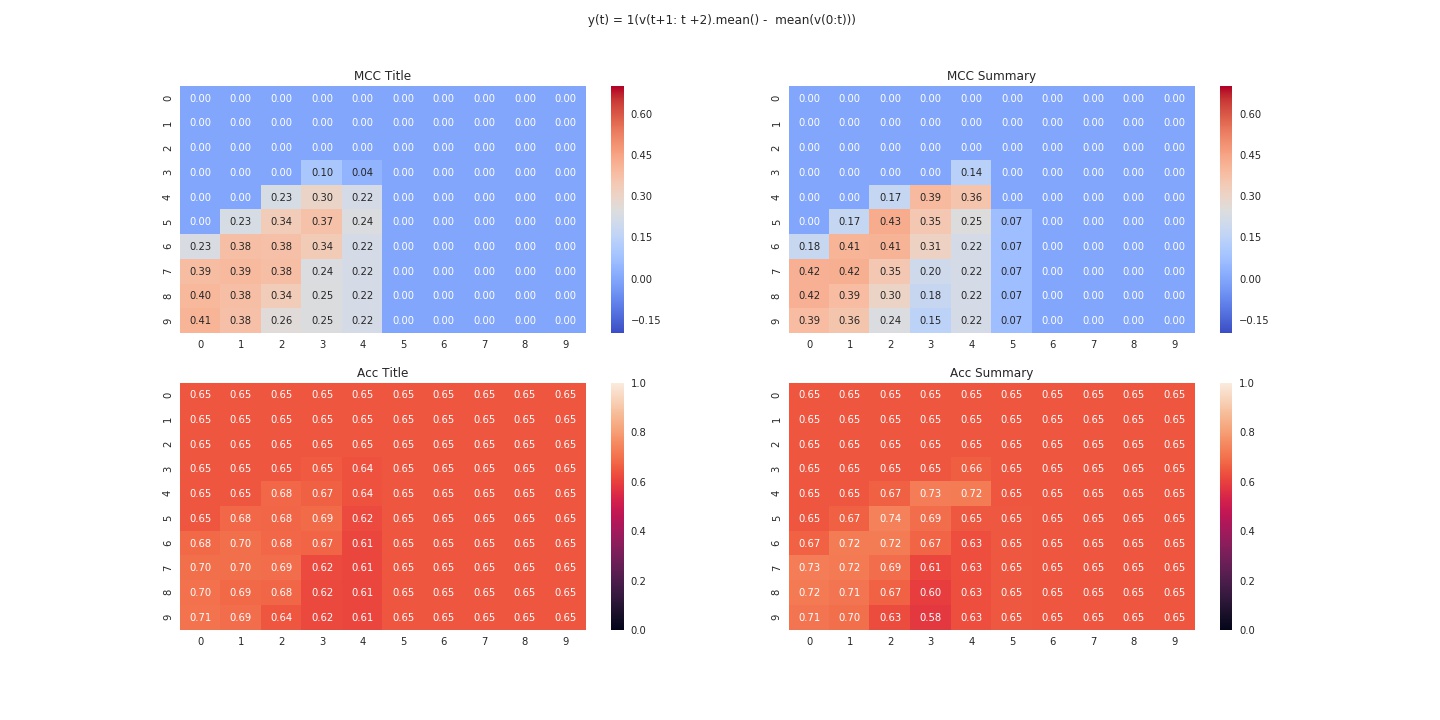 y(t) = 1(v(t+1: t +2).mean() -  mean(v(0:t)))
MCC Title
0 0.00 0.00 0.00 0.00 0.00 0.00 0.00 0.00 0.00 0.00
1 0.00 0.00 0.00 0.00 0.00 0.00 0.00 0.00 0.00 0.00
2 0.00 0.00 0.00 0.00 0.00 0.00 0.00 0.00 0.00 0.00
3 0.00 0.00 0.00 0.10 0.04 0.00 0.00 0.00 0.00 0.00
4 0.00 0.00 0.23 0.30 0.22 0.00 0.00 0.00 0.00 0.00
5 0.00 0.23 0.34 0.37 0.24 0.00 0.00 0.00 0.00 0.00
6 0.23 0.38 0.38 0.34 0.22 0.00 0.00 0.00 0.00 0.00
7 0.39 0.39 0.38 0.24 0.22 0.00 0.00 0.00 0.00 0.00
8 0.40 0.38 0.34 0.25 0.22 0.00 0.00 0.00 0.00 0.00
9 0.41 0.38 0.26 0.25 0.22 0.00 0.00 0.00 0.00 0.00
0 1 2 3 4 5 6 7 8 9
0.60
0.45
0.30
0.15
0.00
−0.15
MCC Summary
0 0.00 0.00 0.00 0.00 0.00 0.00 0.00 0.00 0.00 0.00
1 0.00 0.00 0.00 0.00 0.00 0.00 0.00 0.00 0.00 0.00
2 0.00 0.00 0.00 0.00 0.00 0.00 0.00 0.00 0.00 0.00
3 0.00 0.00 0.00 0.00 0.14 0.00 0.00 0.00 0.00 0.00
4 0.00 0.00 0.17 0.39 0.36 0.00 0.00 0.00 0.00 0.00
5 0.00 0.17 0.43 0.35 0.25 0.07 0.00 0.00 0.00 0.00
6 0.18 0.41 0.41 0.31 0.22 0.07 0.00 0.00 0.00 0.00
7 0.42 0.42 0.35 0.20 0.22 0.07 0.00 0.00 0.00 0.00
8 0.42 0.39 0.30 0.18 0.22 0.07 0.00 0.00 0.00 0.00
9 0.39 0.36 0.24 0.15 0.22 0.07 0.00 0.00 0.00 0.00
0 1 2 3 4 5 6 7 8 9
0.60
0.45
0.30
0.15
0.00
−0.15
Acc Title
0 0.65 0.65 0.65 0.65 0.65 0.65 0.65 0.65 0.65 0.65
1 0.65 0.65 0.65 0.65 0.65 0.65 0.65 0.65 0.65 0.65
2 0.65 0.65 0.65 0.65 0.65 0.65 0.65 0.65 0.65 0.65
3 0.65 0.65 0.65 0.65 0.64 0.65 0.65 0.65 0.65 0.65
4 0.65 0.65 0.68 0.67 0.64 0.65 0.65 0.65 0.65 0.65
5 0.65 0.68 0.68 0.69 0.62 0.65 0.65 0.65 0.65 0.65
6 0.68 0.70 0.68 0.67 0.61 0.65 0.65 0.65 0.65 0.65
7 0.70 0.70 0.69 0.62 0.61 0.65 0.65 0.65 0.65 0.65
8 0.70 0.69 0.68 0.62 0.61 0.65 0.65 0.65 0.65 0.65
9 0.71 0.69 0.64 0.62 0.61 0.65 0.65 0.65 0.65 0.65
0 1 2 3 4 5 6 7 8 9
1.0
0.8
0.6
0.4
0.2
0.0
Acc Summary
0 0.65 0.65 0.65 0.65 0.65 0.65 0.65 0.65 0.65 0.65
1 0.65 0.65 0.65 0.65 0.65 0.65 0.65 0.65 0.65 0.65
2 0.65 0.65 0.65 0.65 0.65 0.65 0.65 0.65 0.65 0.65
3 0.65 0.65 0.65 0.65 0.66 0.65 0.65 0.65 0.65 0.65
4 0.65 0.65 0.67 0.73 0.72 0.65 0.65 0.65 0.65 0.65
5 0.65 0.67 0.74 0.69 0.65 0.65 0.65 0.65 0.65 0.65
6 0.67 0.72 0.72 0.67 0.63 0.65 0.65 0.65 0.65 0.65
7 0.73 0.72 0.69 0.61 0.63 0.65 0.65 0.65 0.65 0.65
8 0.72 0.71 0.67 0.60 0.63 0.65 0.65 0.65 0.65 0.65
9 0.71 0.70 0.63 0.58 0.63 0.65 0.65 0.65 0.65 0.65
0 1 2 3 4 5 6 7 8 9
1.0
0.8
0.6
0.4
0.2
0.0